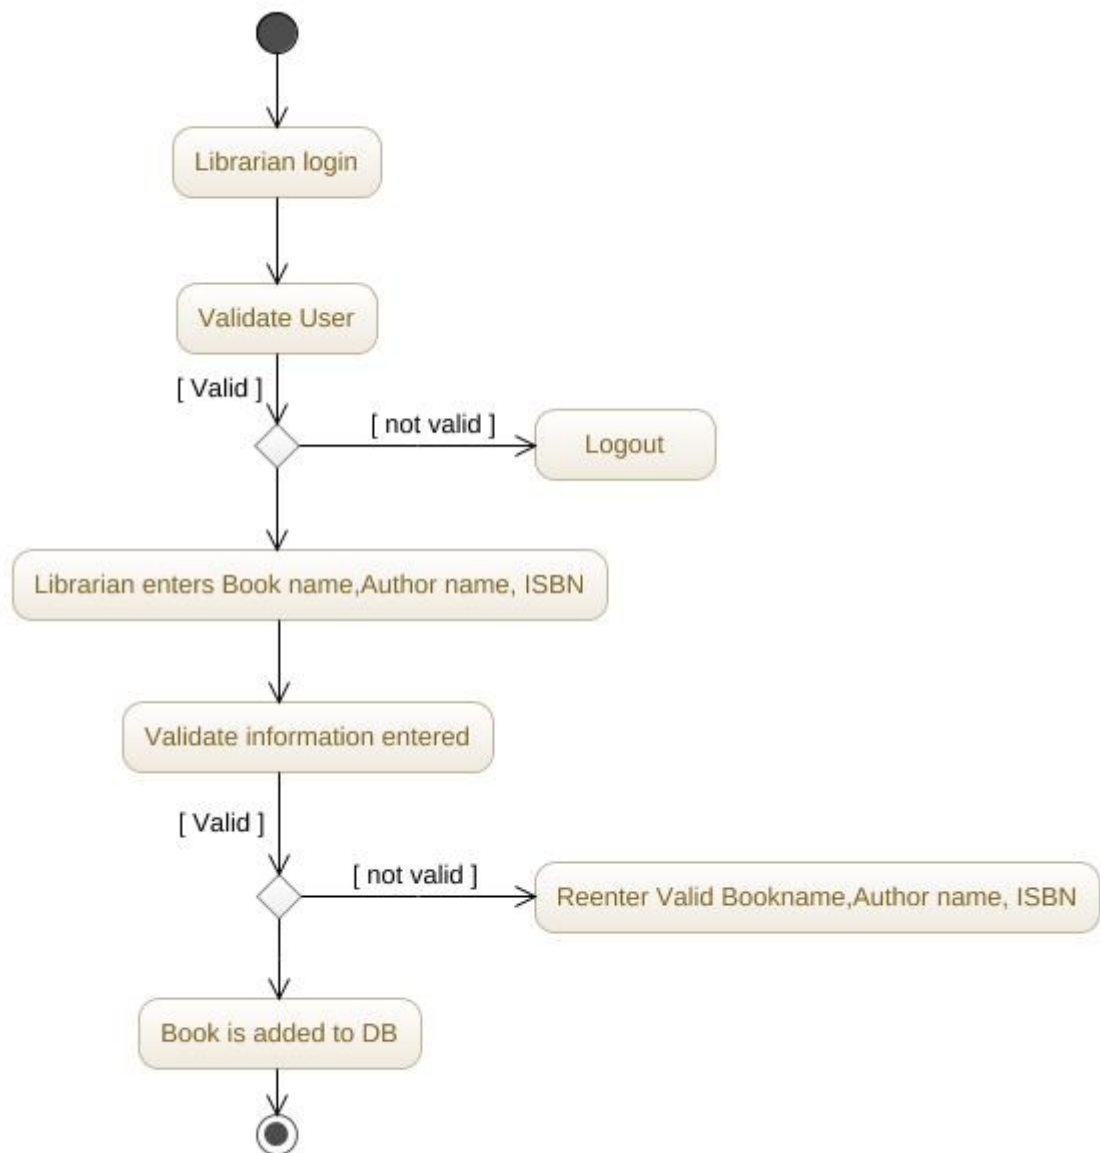 Librarian login
Validate User
[ Valid ]
[ not valid ]
Logout
Librarian enters Book name,Author name, ISBN
Validate information entered
[ Valid ]
[ not valid ]
Reenter Valid Bookname,Author name, ISBN
Book is added to DB